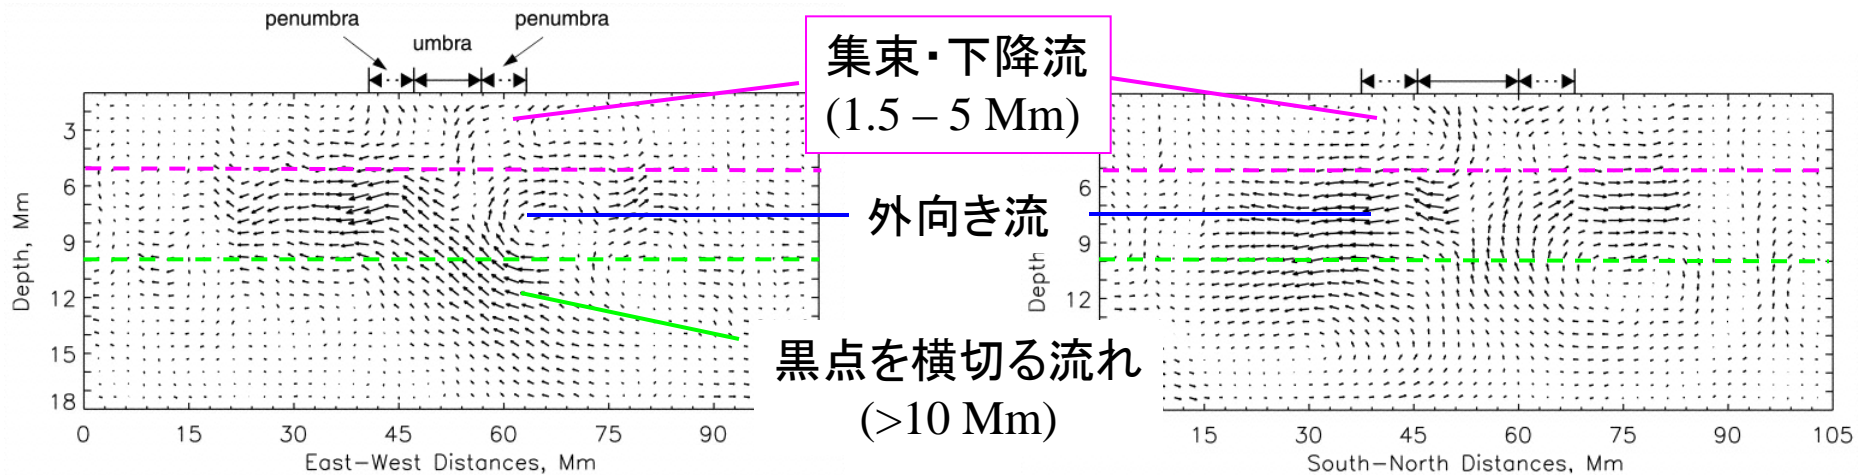 penumbra
penumbra
umbra
集束・下降流
(1.5 – 5 Mm)
外向き流
黒点を横切る流れ
(>10 Mm)
Depth, Mm
3
6
9
12
15
18
0 15 30 45 60 75 90
East-West Distances, Mm
Depth
6
9
12
15 30 45 60 75 90 105
South-North Distances, Mm